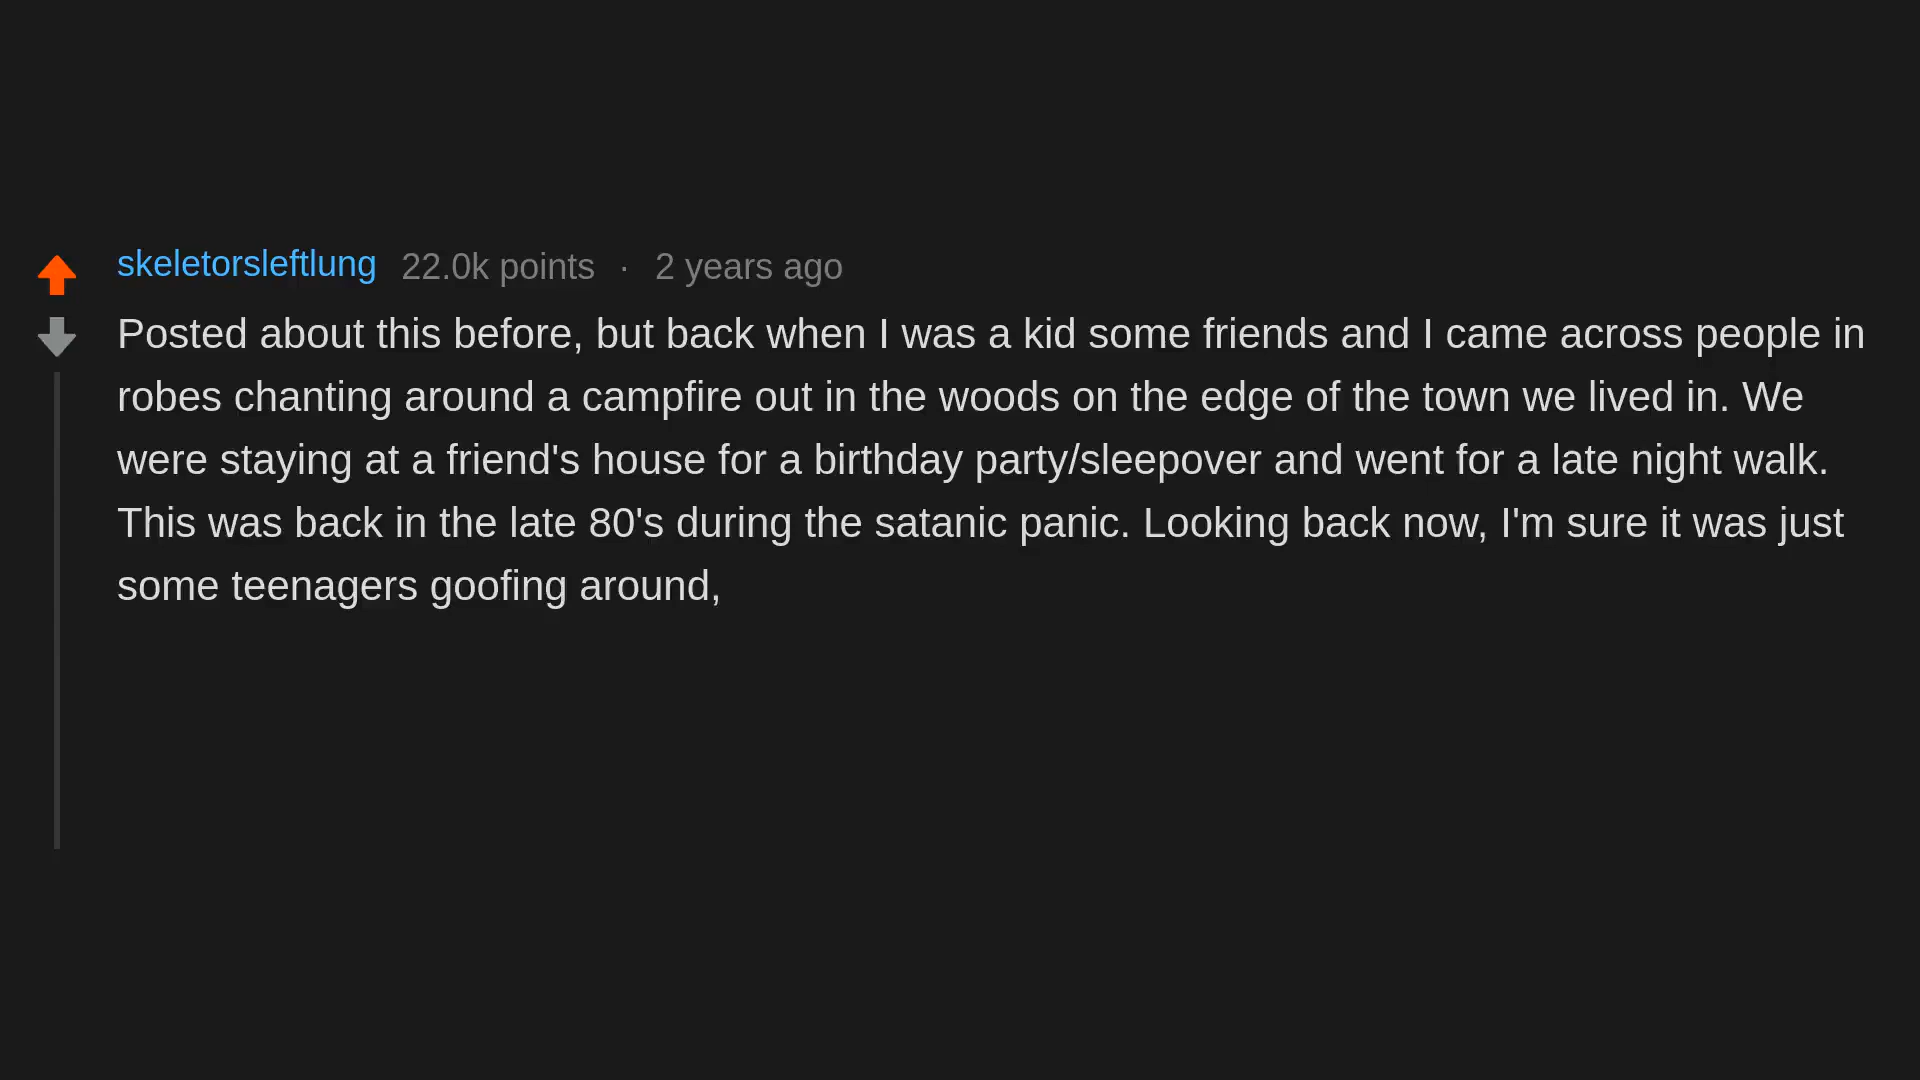 skeletorsleftlung 22.0k points · 2 years ago
Posted about this before, but back when I was a kid some friends and I came across people in
robes chanting around a campfire out in the woods on the edge of the town we lived in. We
were staying at a friend's house for a birthday party/sleepover and went for a late night walk.
This was back in the late 80's during the satanic panic. Looking back now, I'm sure it was just
some teenagers goofing around,